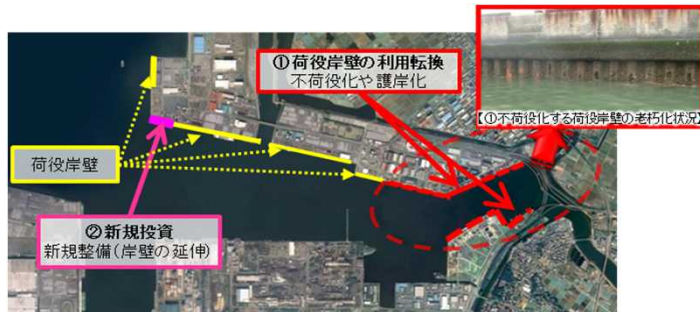 ①荷役岸壁の利用転換
不荷役化や護岸化
【①不荷役化する荷役岸壁の老朽化状況】
荷役岸壁
②新規投資
新規整備(岸壁の延伸)